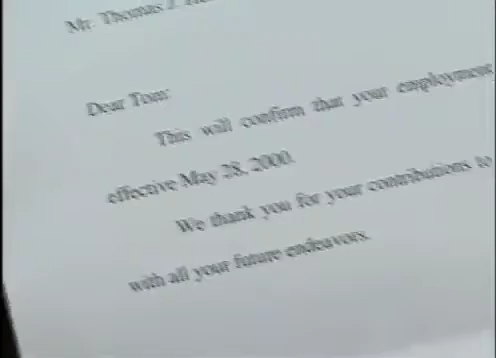 Mr. Thomas J.
Dear Tom:
This will confirm that your employment
effective May 28, 2000.
We thank you for your contributions to
with all your future endeavors.